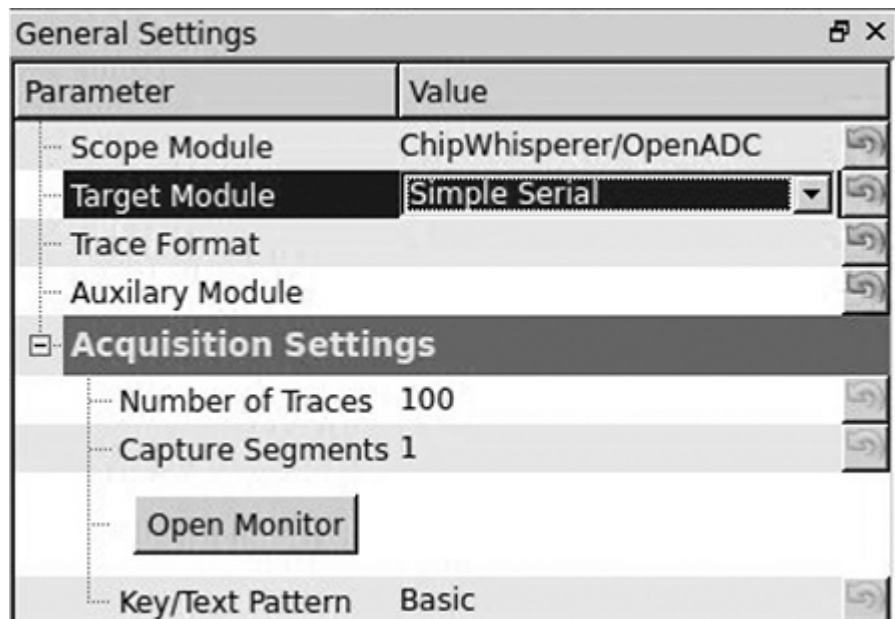 General Settings
Parameter Value
Scope Module ChipWhisperer/OpenADC
Target Module Simple Serial
Trace Format
Auxilary Module
Acquisition Settings
Number of Traces 100
Capture Segments 1
Open Monitor
Key/Text Pattern Basic